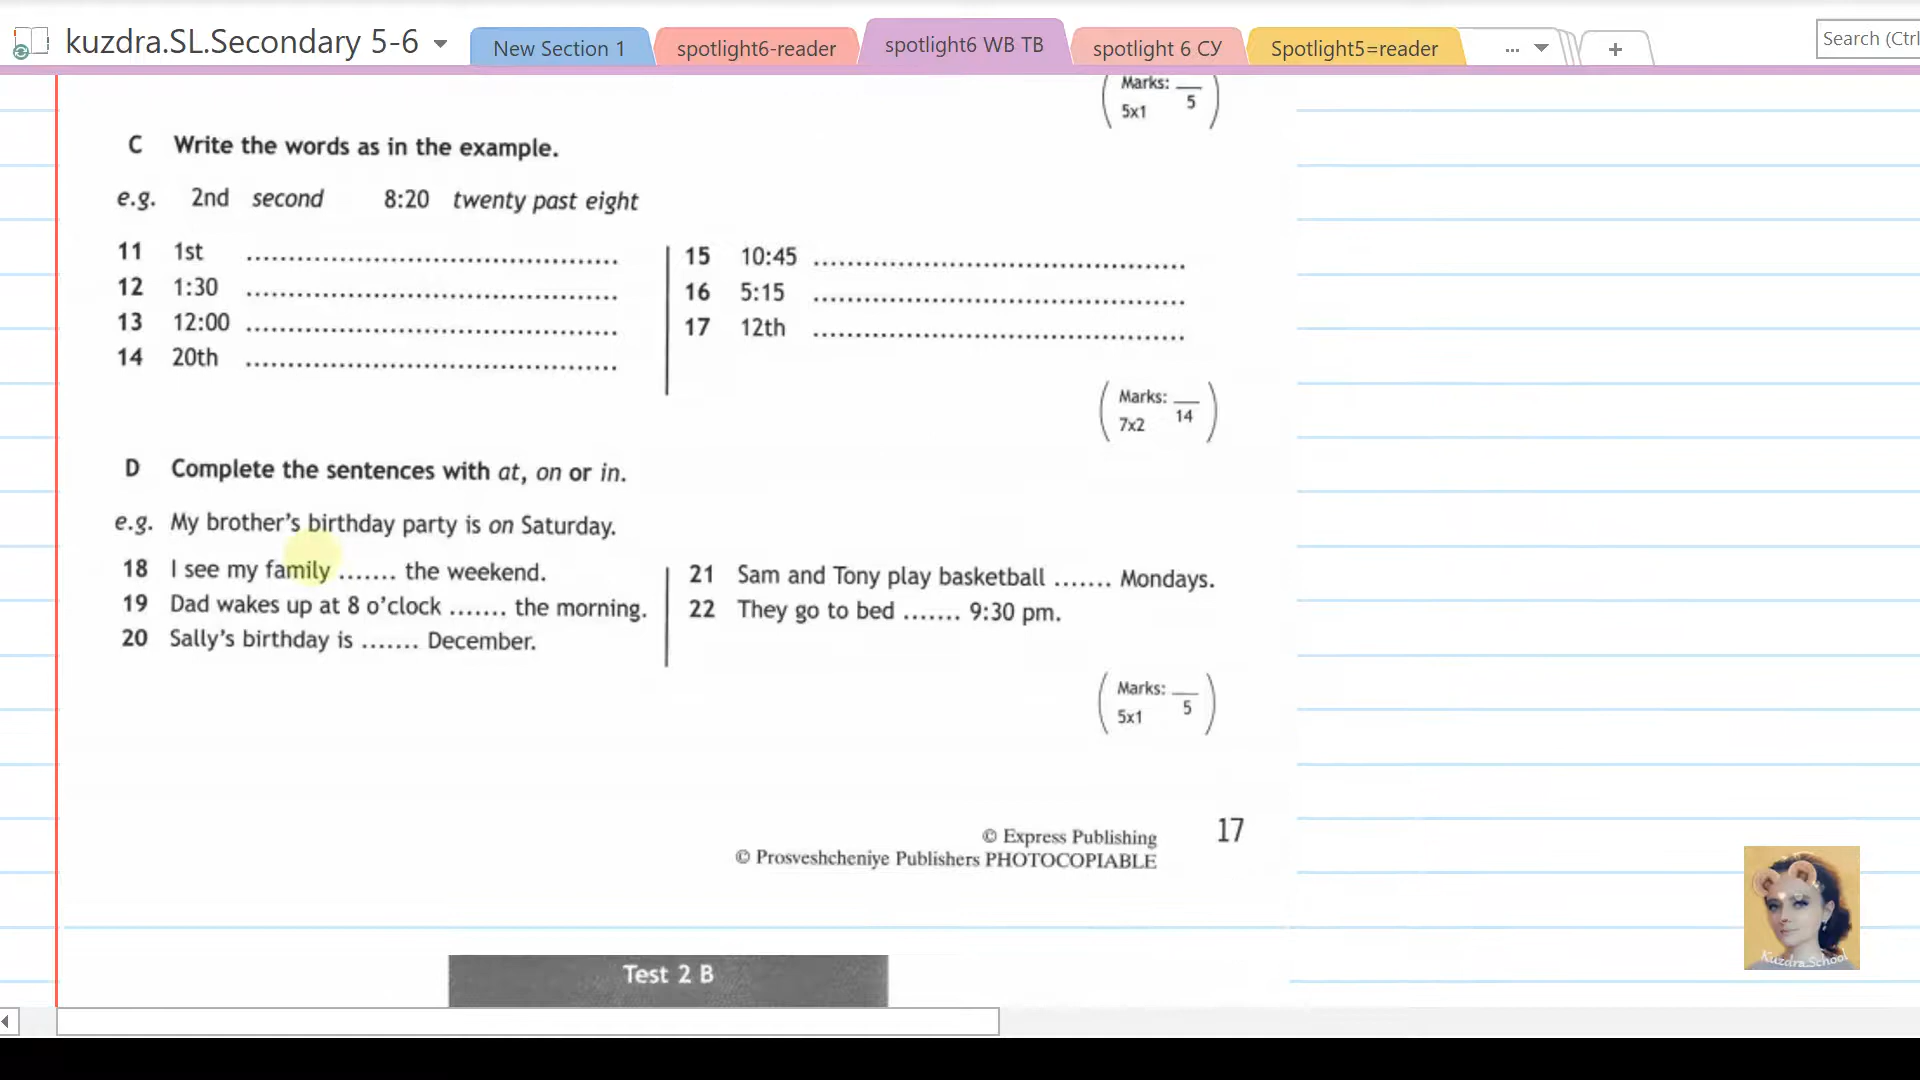 kuzdra.SL.Secondary 5-6
New Section 1
spotlight6-reader
spotlight6 WB TB
spotlight 6 СУ
Spotlight5=reader
...
+
Search (Ctrl
Marks: __
5x1 5
C Write the words as in the example.
e.g. 2nd second 8:20 twenty past eight
11 1st ............................................
12 1:30 ............................................
13 12:00 ............................................
14 20th ............................................
15 10:45 ............................................
16 5:15 ............................................
17 12th ............................................
Marks: __
7x2 14
D Complete the sentences with at, on or in.
e.g. My brother’s birthday party is on Saturday.
18 I see my family ....... the weekend.
19 Dad wakes up at 8 o’clock ....... the morning.
20 Sally’s birthday is ....... December.
21 Sam and Tony play basketball ....... Mondays.
22 They go to bed ....... 9:30 pm.
Marks: __
5x1 5
© Express Publishing
© Prosveshcheniye Publishers PHOTOCOPIABLE
17
Test 2 B
Kuzdra.School